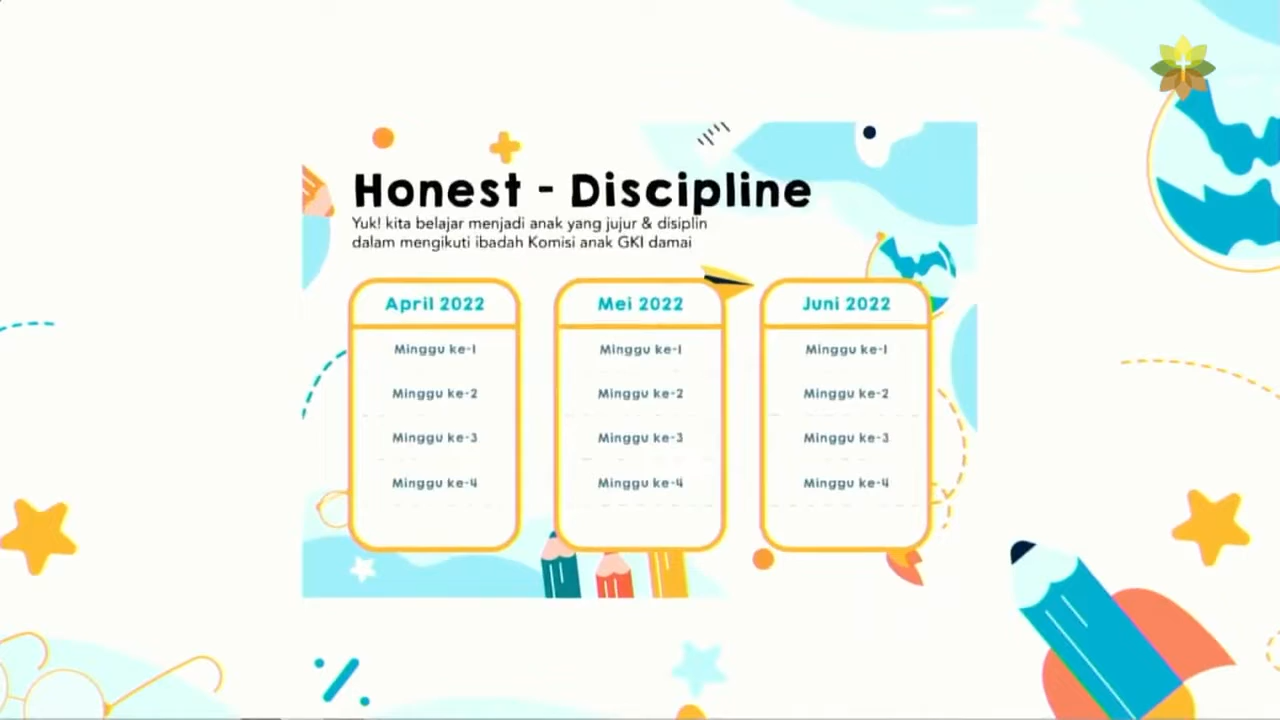 Honest - Discipline
Yuk! kita belajar menjadi anak yang jujur & disiplin
dalam mengikuti ibadah Komisi anak GKI damai
April 2022
Minggu ke-1
Minggu ke-2
Minggu ke-3
Minggu ke-4
Mei 2022
Minggu ke-1
Minggu ke-2
Minggu ke-3
Minggu ke-4
Juni 2022
Minggu ke-1
Minggu ke-2
Minggu ke-3
Minggu ke-4